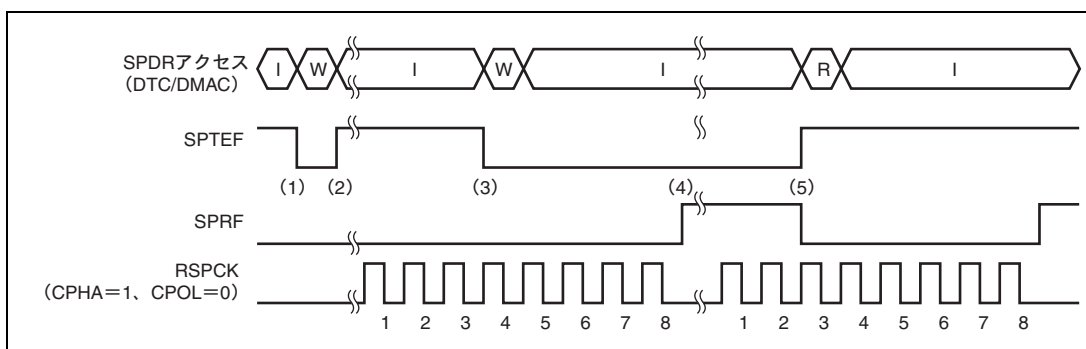 SPDRアクセス
(DTC/DMAC)
I W I W I R I
SPTEF
(1) (2) (3) (4) (5)
SPRF
RSPCK
(CPHA=1、CPOL=0)
1 2 3 4 5 6 7 8 1 2 3 4 5 6 7 8